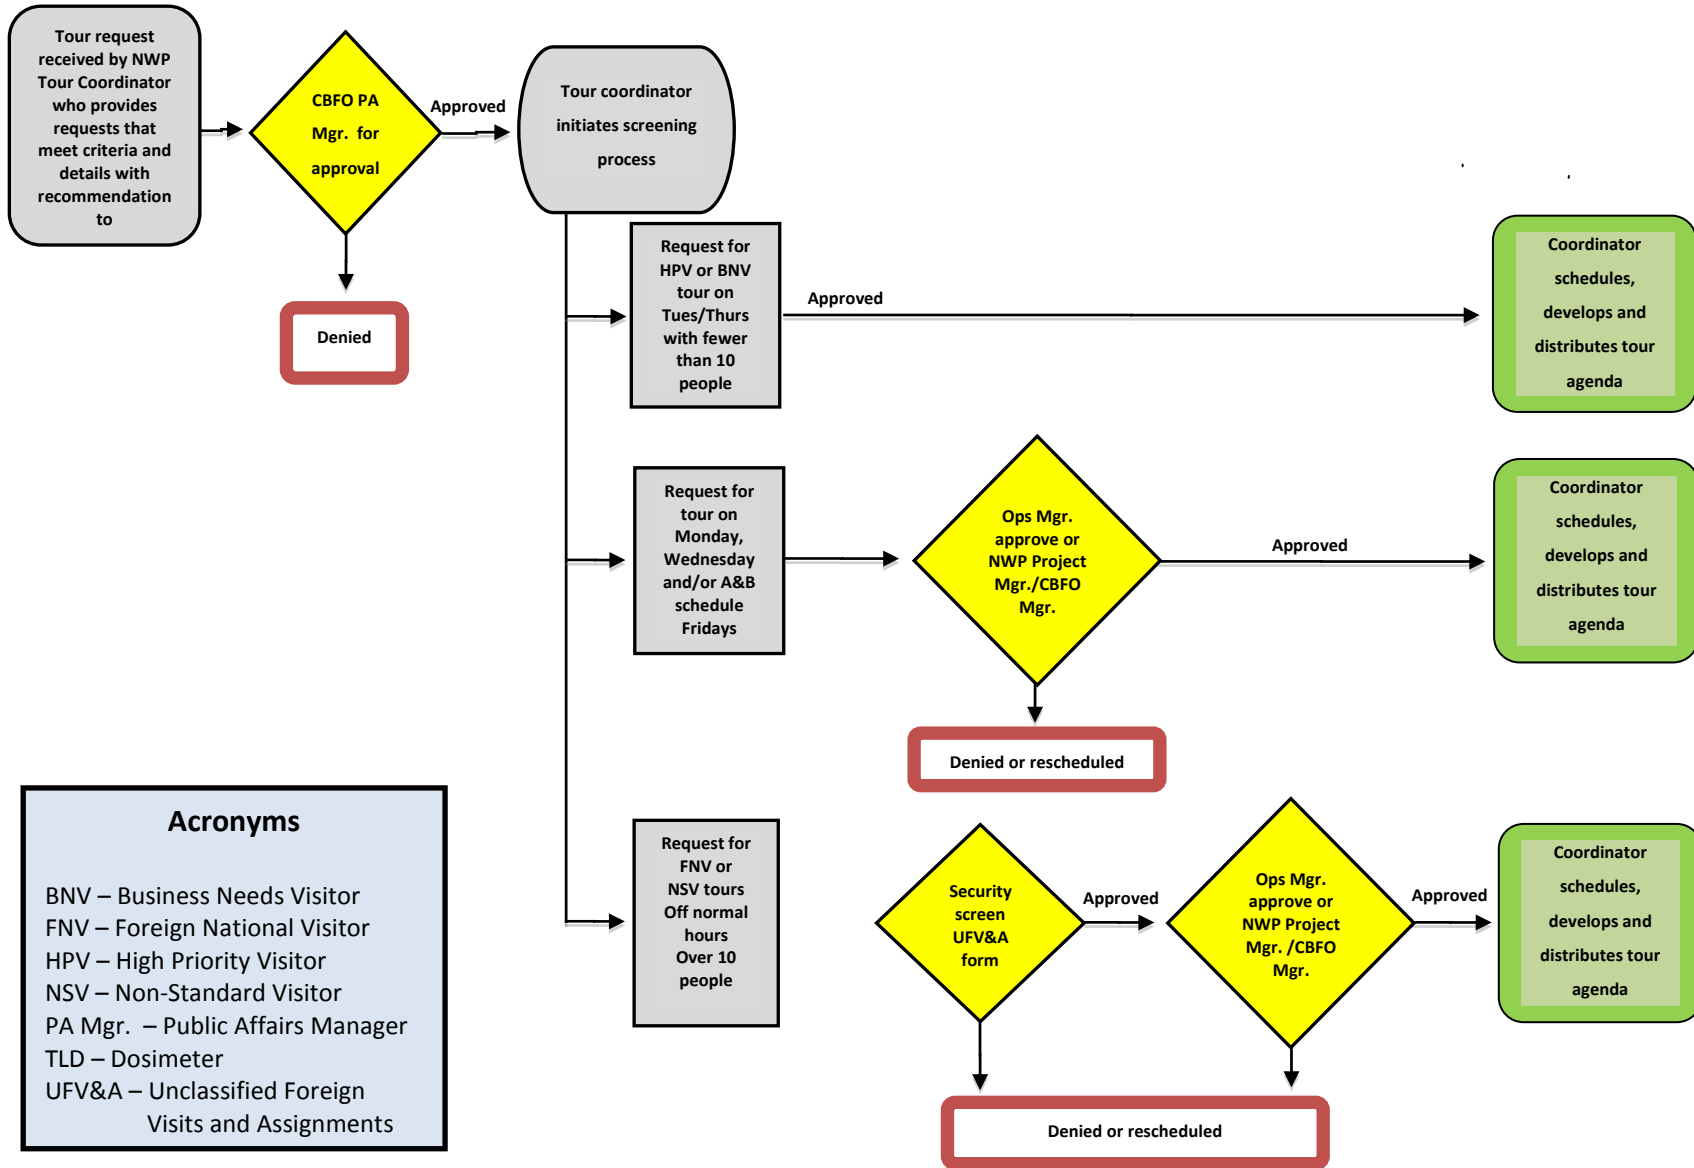 Tour request
received by NWP
Tour Coordinator
who provides
requests that
meet criteria and
details with
recommendation
to
CBFO PA
Mgr. for
approval
Approved
Tour coordinator
initiates screening
process
Denied
Request for
HPV or BNV
tour on
Tues/Thurs
with fewer
than 10
people
Approved
Coordinator
schedules,
develops and
distributes tour
agenda
Request for
tour on
Monday,
Wednesday
and/or A&B
schedule
Fridays
Ops Mgr.
approve or
NWP Project
Mgr./CBFO
Mgr.
Approved
Coordinator
schedules,
develops and
distributes tour
agenda
Denied or rescheduled
Request for
FNV or
NSV tours
Off normal
hours
Over 10
people
Security
screen
UFV&A
form
Approved
Ops Mgr.
approve or
NWP Project
Mgr. /CBFO
Mgr.
Approved
Coordinator
schedules,
develops and
distributes tour
agenda
Denied or rescheduled
Acronyms
BNV – Business Needs Visitor
FNV – Foreign National Visitor
HPV – High Priority Visitor
NSV – Non-Standard Visitor
PA Mgr. – Public Affairs Manager
TLD – Dosimeter
UFV&A – Unclassified Foreign
Visits and Assignments